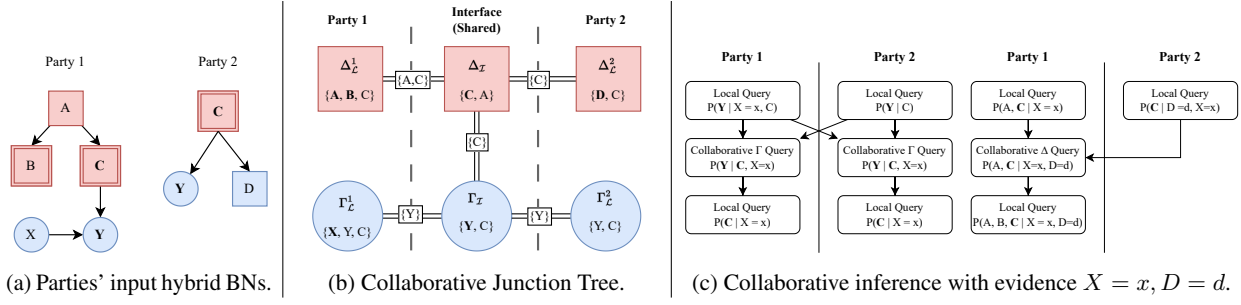 Party 1
Party 2
A
B
C
X
Y
C
Y
D
(a) Parties' input hybrid BNs.
Party 1
Interface
(Shared)
Party 2
Δ¹_𝓛
{A, B, C}
{A,C}
Δ_𝓘
{C, A}
{C}
Δ²_𝓛
{D, C}
{C}
Γ¹_𝓛
{X, Y, C}
{Y}
Γ_𝓘
{Y, C}
{Y}
Γ²_𝓛
{Y, C}
(b) Collaborative Junction Tree.
Party 1
Party 2
Party 1
Party 2
Local Query
P(Y | X = x, C)
Local Query
P(Y | C)
Local Query
P(A, C | X = x)
Local Query
P(C | D =d, X=x)
Collaborative Γ Query
P(Y | C, X=x)
Collaborative Γ Query
P(Y | C, X=x)
Collaborative Δ Query
P(A, C | X=x, D=d)
Local Query
P(C | X = x)
Local Query
P(C | X = x)
Local Query
P(A, B, C | X = x, D=d)
(c) Collaborative inference with evidence X = x, D = d.